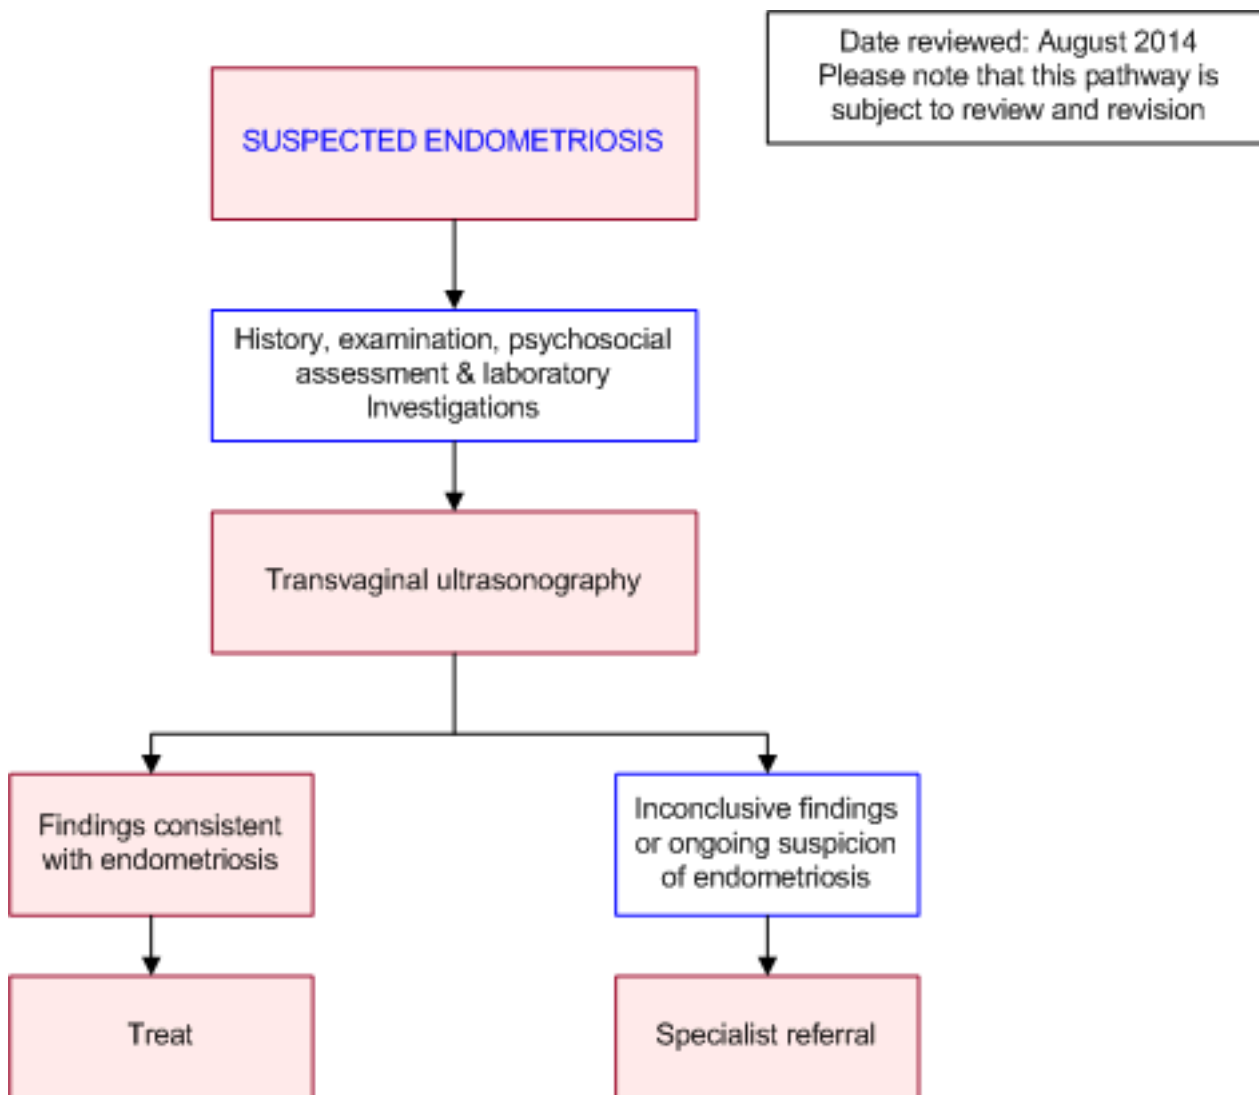 Date reviewed: August 2014
Please note that this pathway is
subject to review and revision
SUSPECTED ENDOMETRIOSIS
History, examination, psychosocial
assessment & laboratory
Investigations
Transvaginal ultrasonography
Findings consistent
with endometriosis
Inconclusive findings
or ongoing suspicion
of endometriosis
Treat
Specialist referral